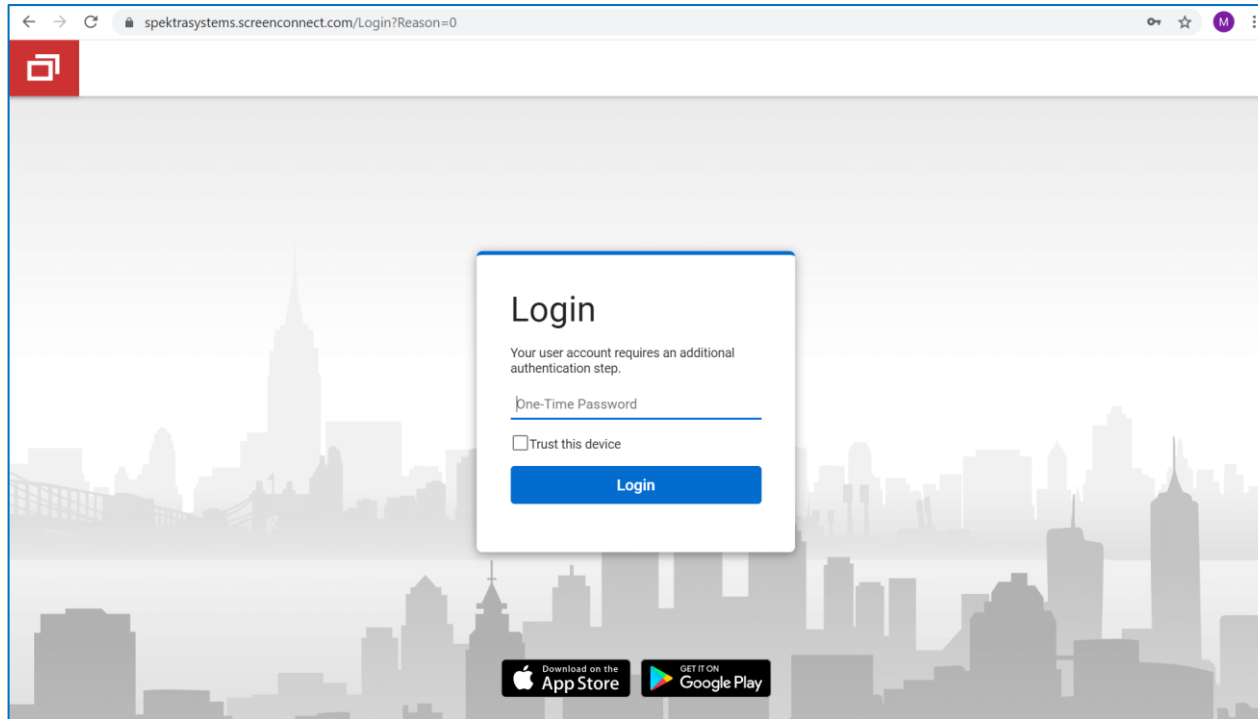 spektrasystems.screenconnect.com/Login?Reason=0
M
Login
Your user account requires an additional
authentication step.
One-Time Password
Trust this device
Login
Download on the
App Store
GET IT ON
Google Play